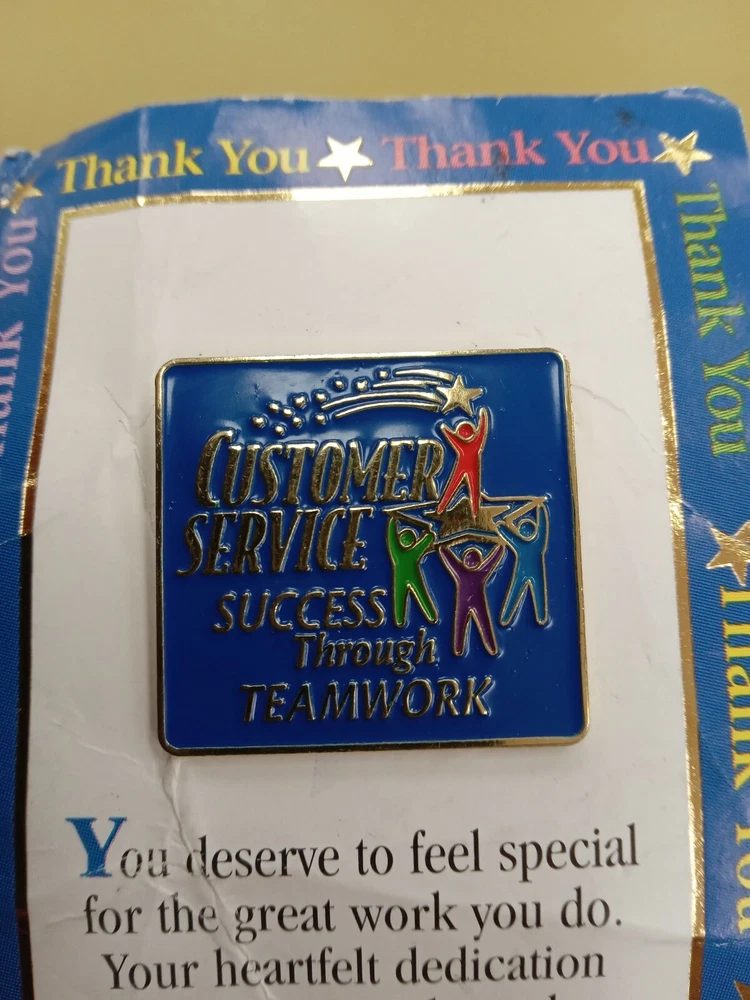 Thank You Thank You
Thank You
Thank You
CUSTOMER
SERVICE
SUCCESS
Through
TEAMWORK
Thank You
You deserve to feel special
for the great work you do.
Your heartfelt dedication